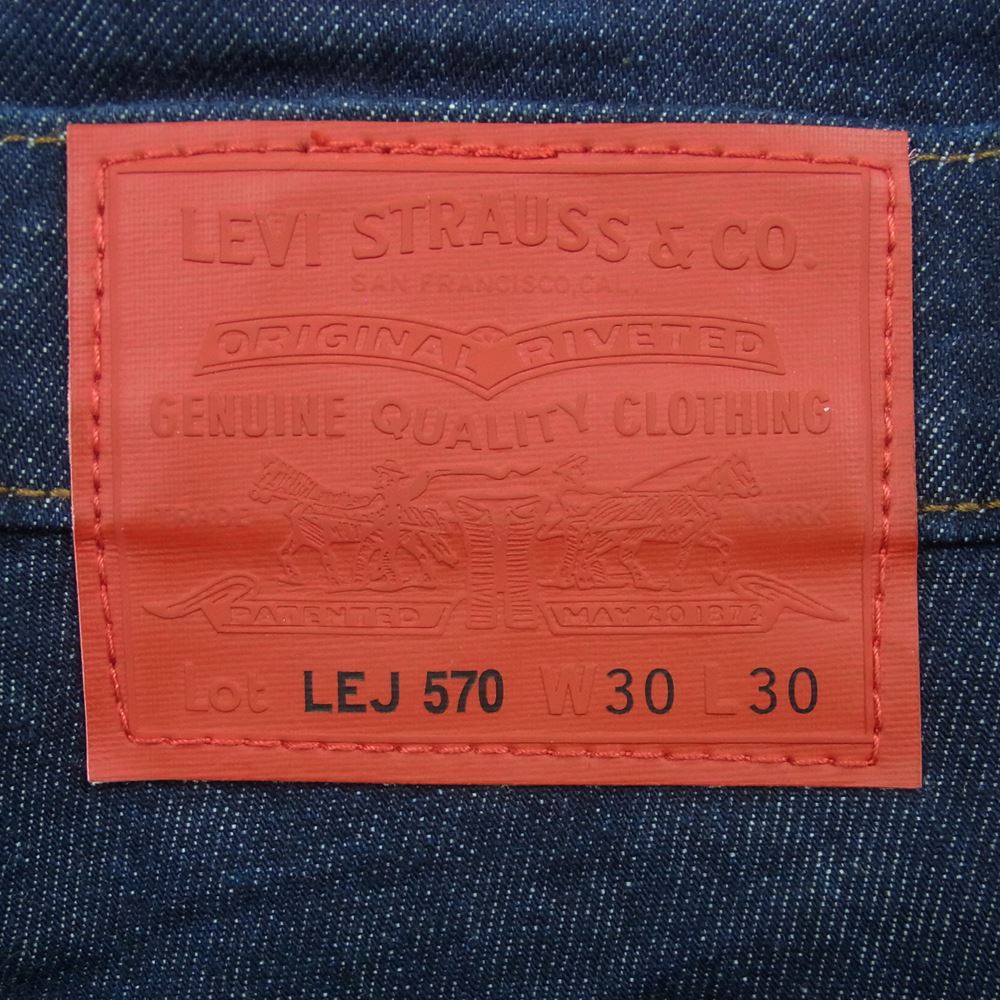 LEVI STRAUSS & CO.
SAN FRANCISCO, CAL.
ORIGINAL RIVETED
GENUINE QUALITY CLOTHING
TRADE MARK
PATENTED MAY 20 1873
Lot LEJ 570 W30 L30